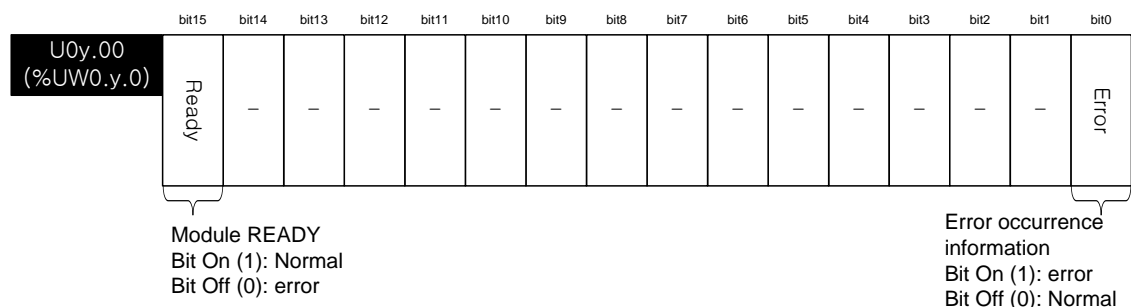 bit15 bit14 bit13 bit12 bit11 bit10 bit9 bit8 bit7 bit6 bit5 bit4 bit3 bit2 bit1 bit0
U0y.00
(%UW0.y.0)
Ready – – – – – – – – – – – – – – Error
Module READY
Bit On (1): Normal
Bit Off (0): error
Error occurrence
information
Bit On (1): error
Bit Off (0): Normal